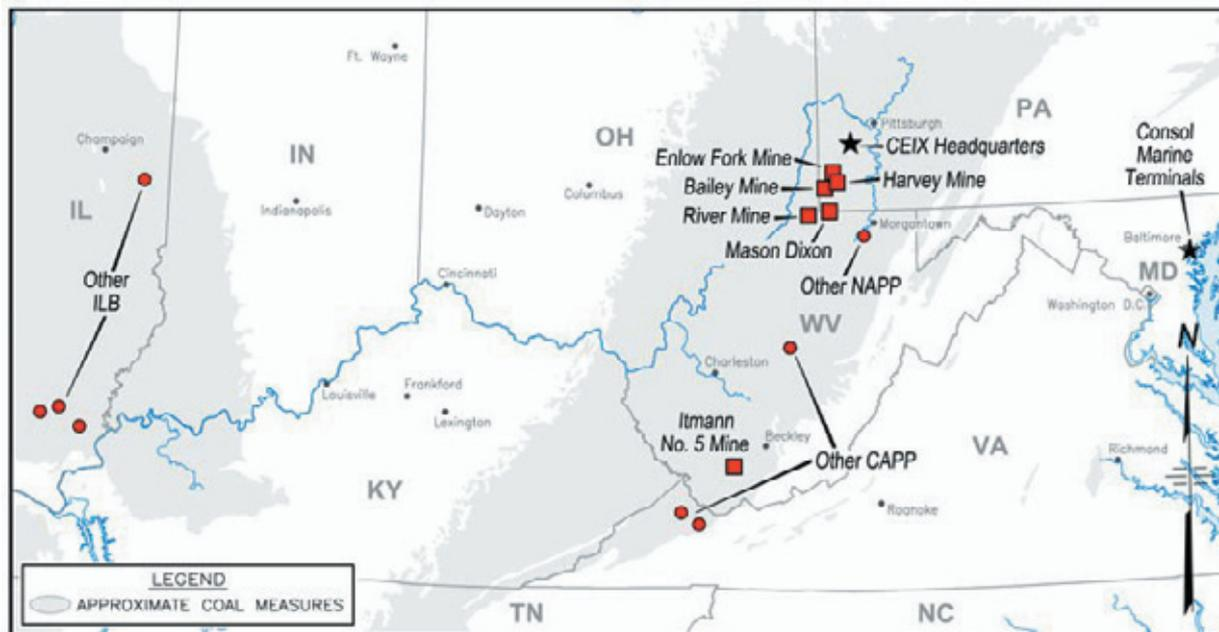 Ft. Wayne
PA
Champaign
OH
Pittsburgh
Consol
Marine
Terminals
IN
CEIX Headquarters
Enlow Fork Mine
Bailey Mine
Harvey Mine
IL
Indianapolis
Dayton
Columbus
River Mine
Morgantown
Mason Dixon
Baltimore
Other
ILB
Cincinnati
Other NAPP
MD
Washington D.C.
WV
N
Charleston
Louisville
Frankford
Lexington
Itmann
No. 5 Mine
Beckley
Other CAPP
VA
Richmond
KY
Roanoke
LEGEND
APPROXIMATE COAL MEASURES
TN
NC